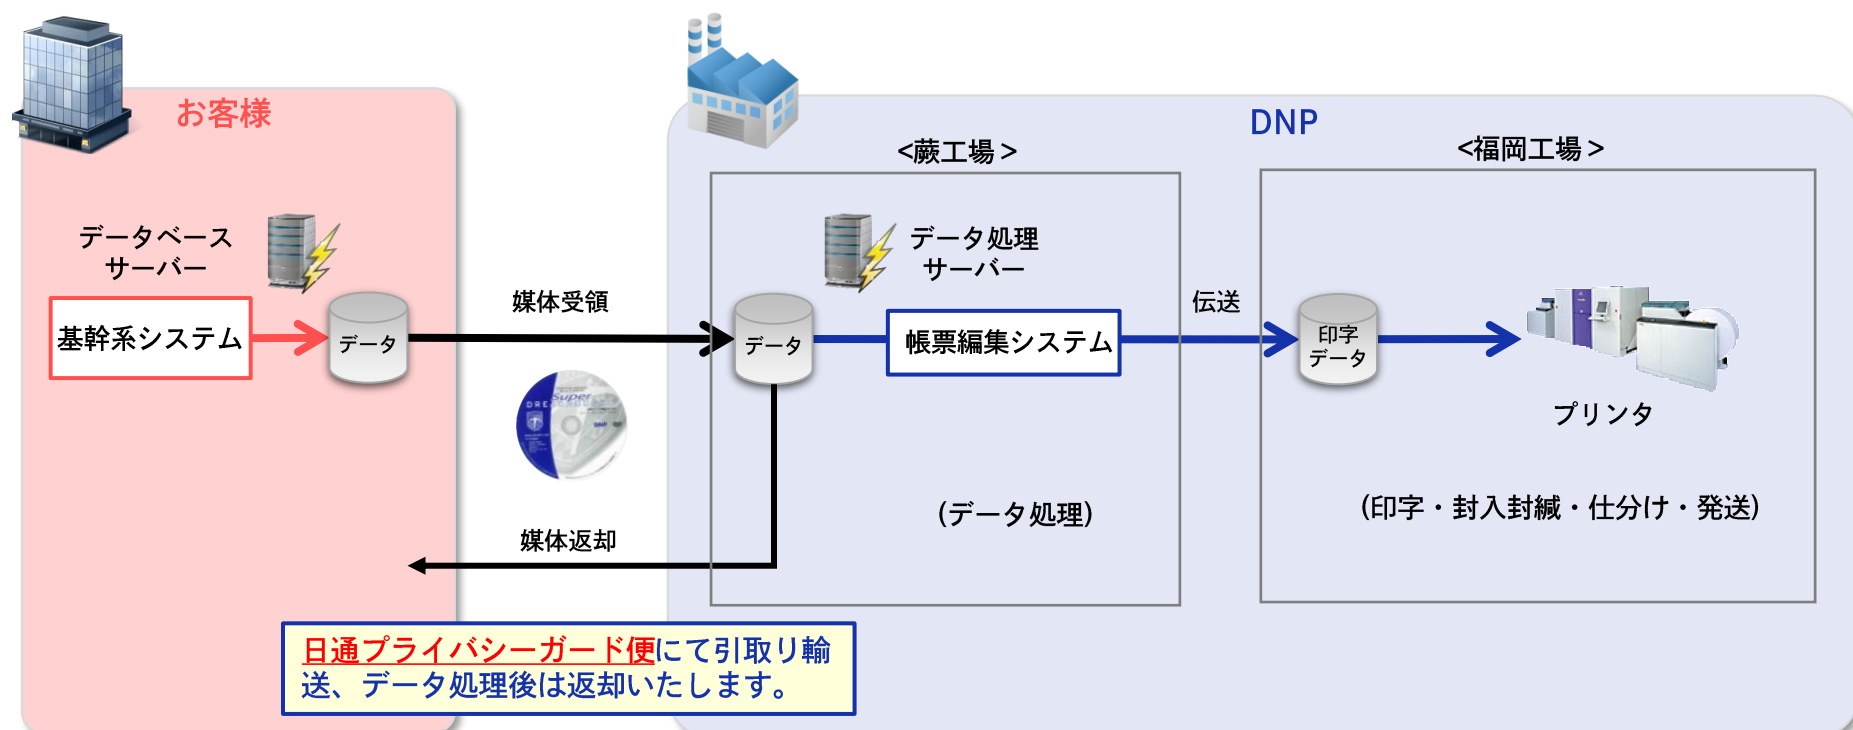 お客様
DNP
<蕨工場>
<福岡工場>
データベース
サーバー
データ処理
サーバー
基幹系システム
データ
媒体受領
データ
帳票編集システム
伝送
印字
データ
プリンタ
Super
DNP
(データ処理)
(印字・封入封緘・仕分け・発送)
媒体返却
日通プライバシーガード便にて引取り輸
送、データ処理後は返却いたします。